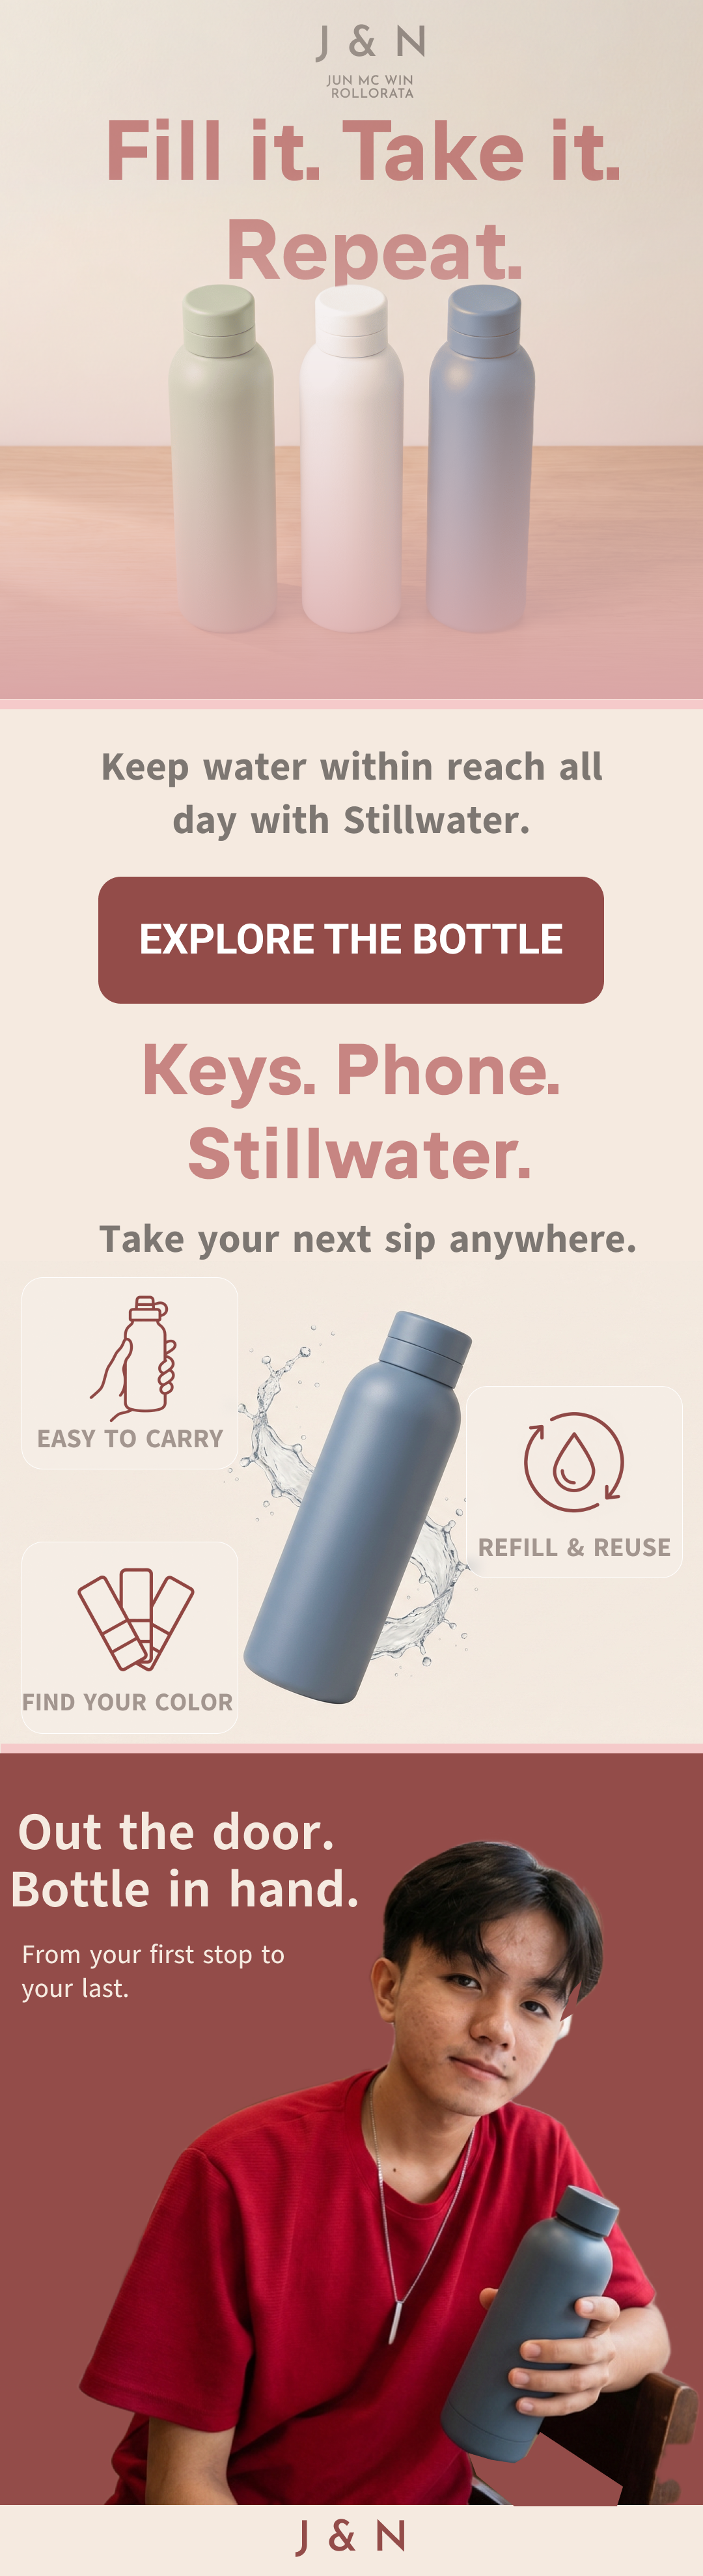 J & N
JUN MC WIN
ROLLORATA
Fill it. Take it.
Repeat.
Keep water within reach all
day with Stillwater.
EXPLORE THE BOTTLE
Keys. Phone.
Stillwater.
Take your next sip anywhere.
EASY TO CARRY
REFILL & REUSE
FIND YOUR COLOR
Out the door.
Bottle in hand.
From your first stop to
your last.
J & N